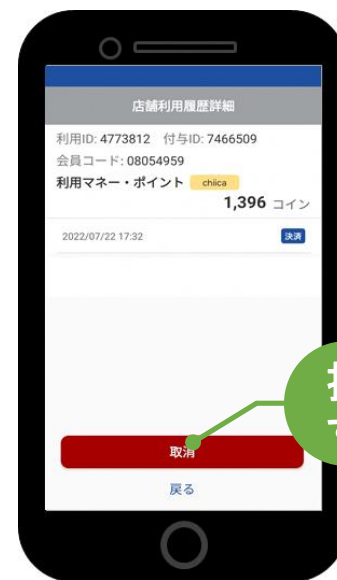 店舗利用履歴詳細
利用ID: 4773812 付与ID: 7466509
会員コード: 08054959
利用マネー・ポイント chiica
1,396 コイン
2022/07/22 17:32 決済
取消
戻る